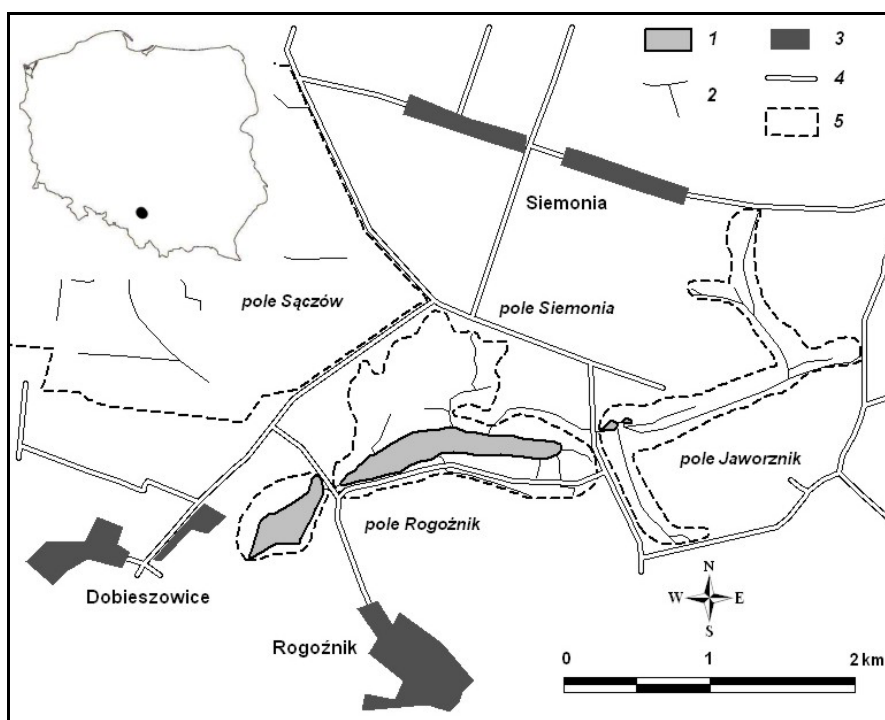 1
3
2
4
5
Siemonia
pole Sączów
pole Siemonia
pole Jaworznik
pole Rogoźnik
Dobieszowice
Rogoźnik
N
W
E
S
0
1
2 km